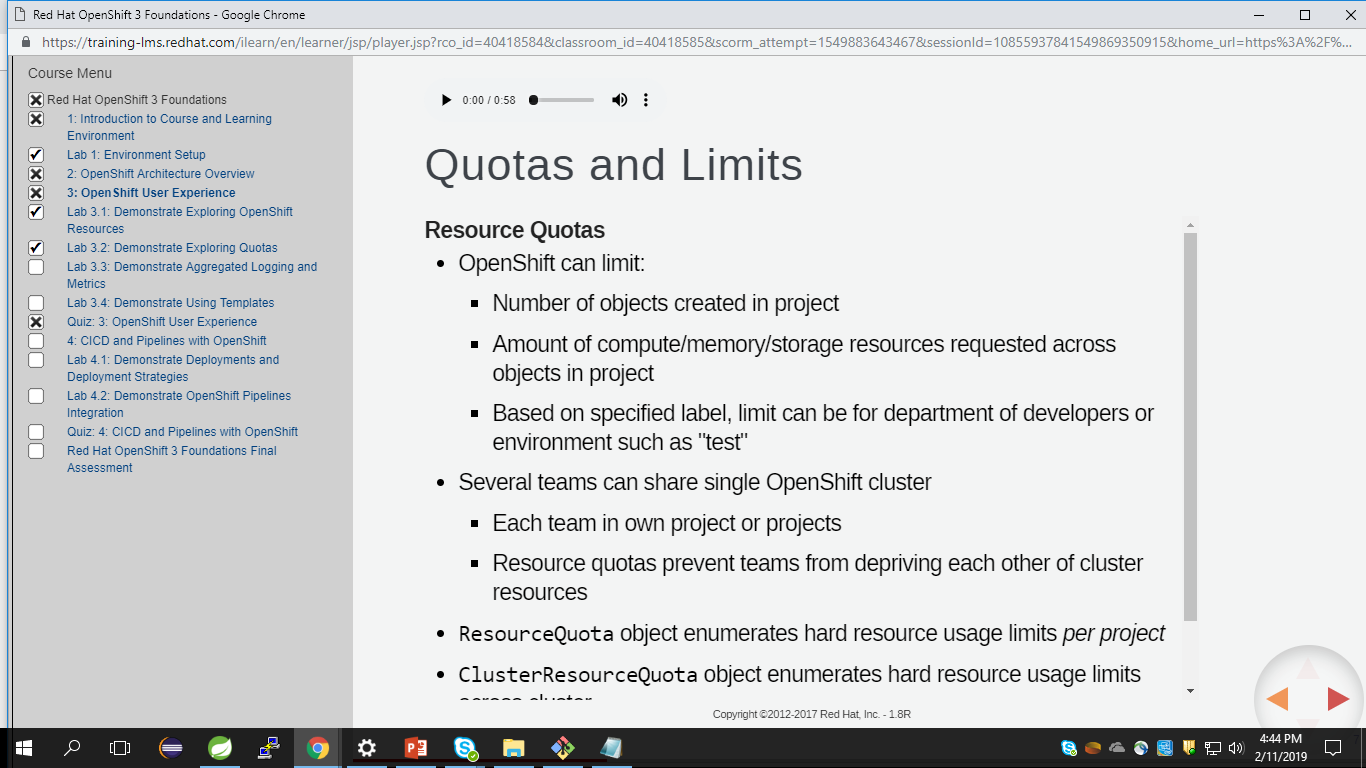 Red Hat OpenShift 3 Foundations - Google Chrome
https://training-lms.redhat.com/ilearn/en/learner/jsp/player.jsp?rco_id=40418584&classroom_id=40418585&scorm_attempt=1549883643467&sessionId=10855937841549869350915&home_url=https%3A%2F%...
Course Menu
Red Hat OpenShift 3 Foundations
1: Introduction to Course and Learning
Environment
Lab 1: Environment Setup
2: OpenShift Architecture Overview
3: OpenShift User Experience
Lab 3.1: Demonstrate Exploring OpenShift
Resources
Lab 3.2: Demonstrate Exploring Quotas
Lab 3.3: Demonstrate Aggregated Logging and
Metrics
Lab 3.4: Demonstrate Using Templates
Quiz: 3: OpenShift User Experience
4: CICD and Pipelines with OpenShift
Lab 4.1: Demonstrate Deployments and
Deployment Strategies
Lab 4.2: Demonstrate OpenShift Pipelines
Integration
Quiz: 4: CICD and Pipelines with OpenShift
Red Hat OpenShift 3 Foundations Final
Assessment
0:00 / 0:58
Quotas and Limits
Resource Quotas
• OpenShift can limit:
▪ Number of objects created in project
▪ Amount of compute/memory/storage resources requested across
objects in project
▪ Based on specified label, limit can be for department of developers or
environment such as "test"
• Several teams can share single OpenShift cluster
▪ Each team in own project or projects
▪ Resource quotas prevent teams from depriving each other of cluster
resources
• ResourceQuota object enumerates hard resource usage limits per project
• ClusterResourceQuota object enumerates hard resource usage limits
across cluster
Copyright ©2012-2017 Red Hat, Inc. - 1.8R
4:44 PM
2/11/2019